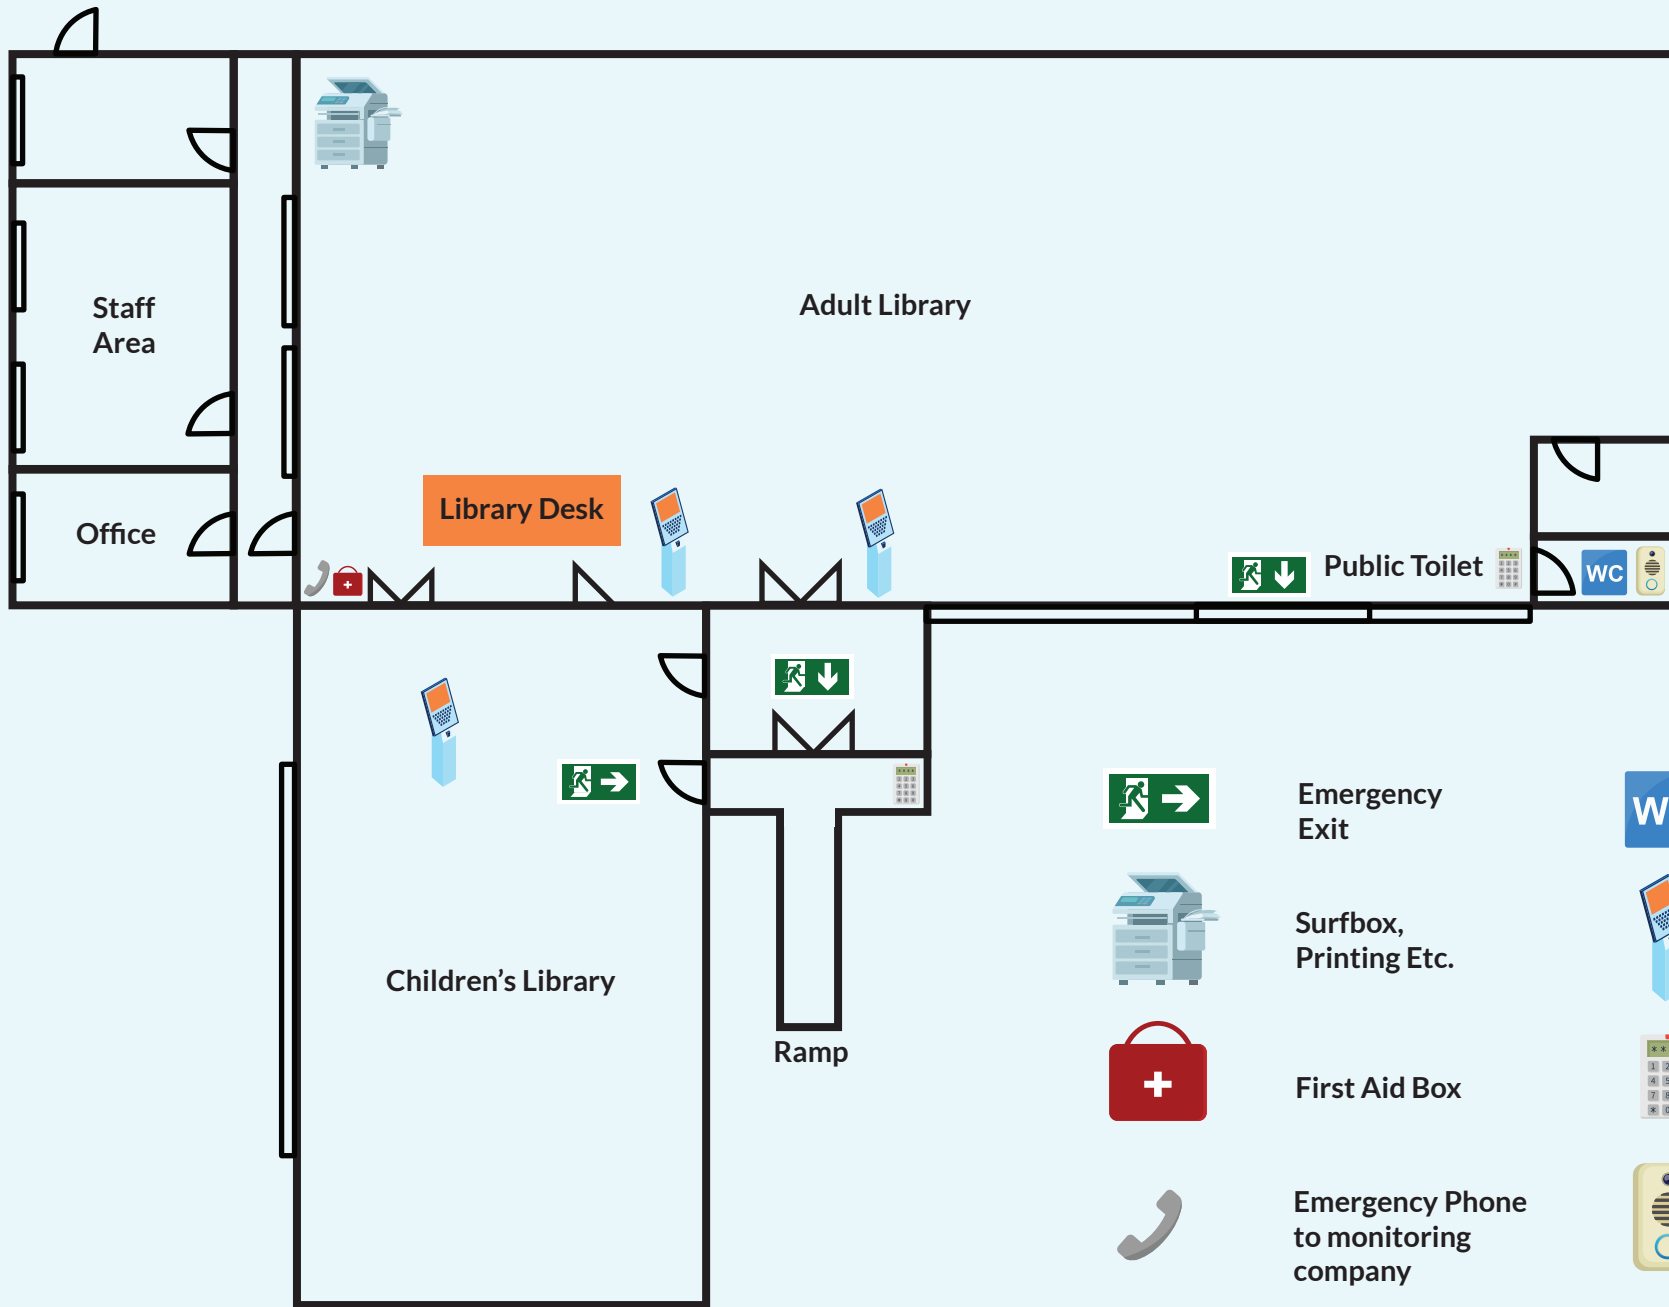 Staff
Area
Adult Library
Library Desk
Office
Public Toilet
WC
Emergency
Exit
W
Surfbox,
Printing Etc.
Children’s Library
Ramp
First Aid Box
Emergency Phone
to monitoring
company